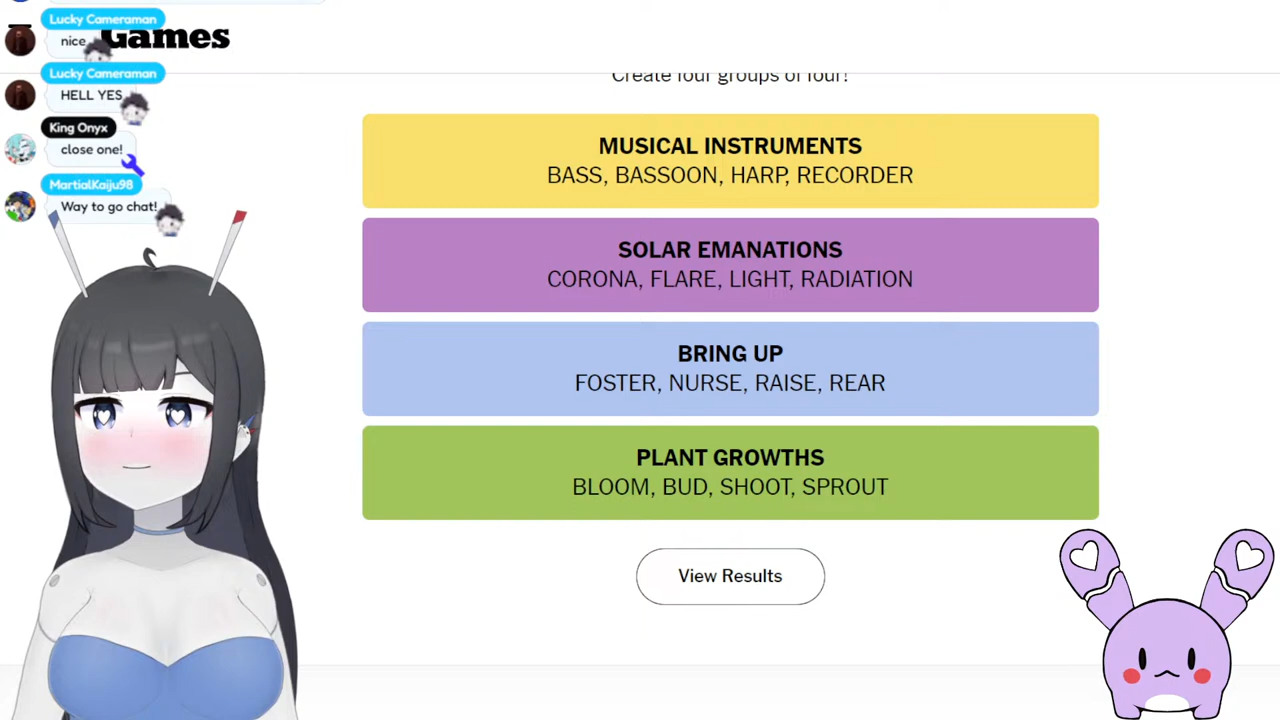 Lucky Cameraman
nice
Games
Lucky Cameraman
HELL YES
King Onyx
close one!
MartialKaiju98
Way to go chat!
Create four groups of four!
MUSICAL INSTRUMENTS
BASS, BASSOON, HARP, RECORDER
SOLAR EMANATIONS
CORONA, FLARE, LIGHT, RADIATION
BRING UP
FOSTER, NURSE, RAISE, REAR
PLANT GROWTHS
BLOOM, BUD, SHOOT, SPROUT
View Results